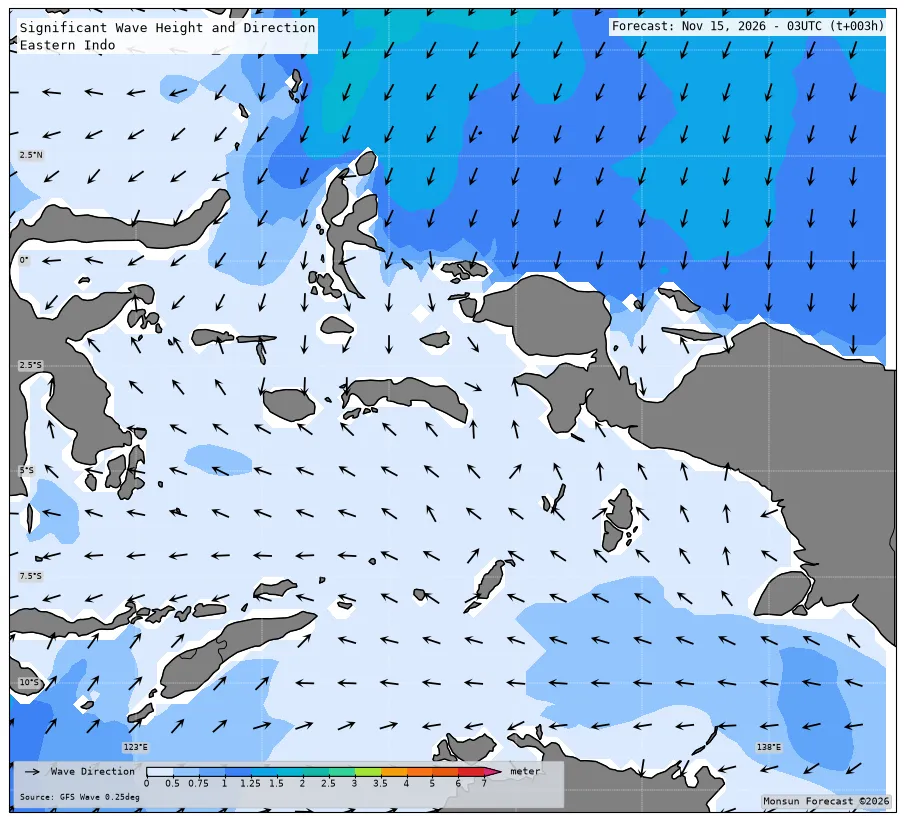 Significant Wave Height and Direction
Eastern Indo
Forecast: Nov 15, 2026 - 03UTC (t+003h)
2.5°N
0°
2.5°S
5°S
7.5°S
10°S
123°E
138°E
Wave Direction
meter
0 0.5 0.75 1 1.25 1.5 2 2.5 3 3.5 4 5 6 7
Source: GFS Wave 0.25deg
Monsun Forecast ©2026